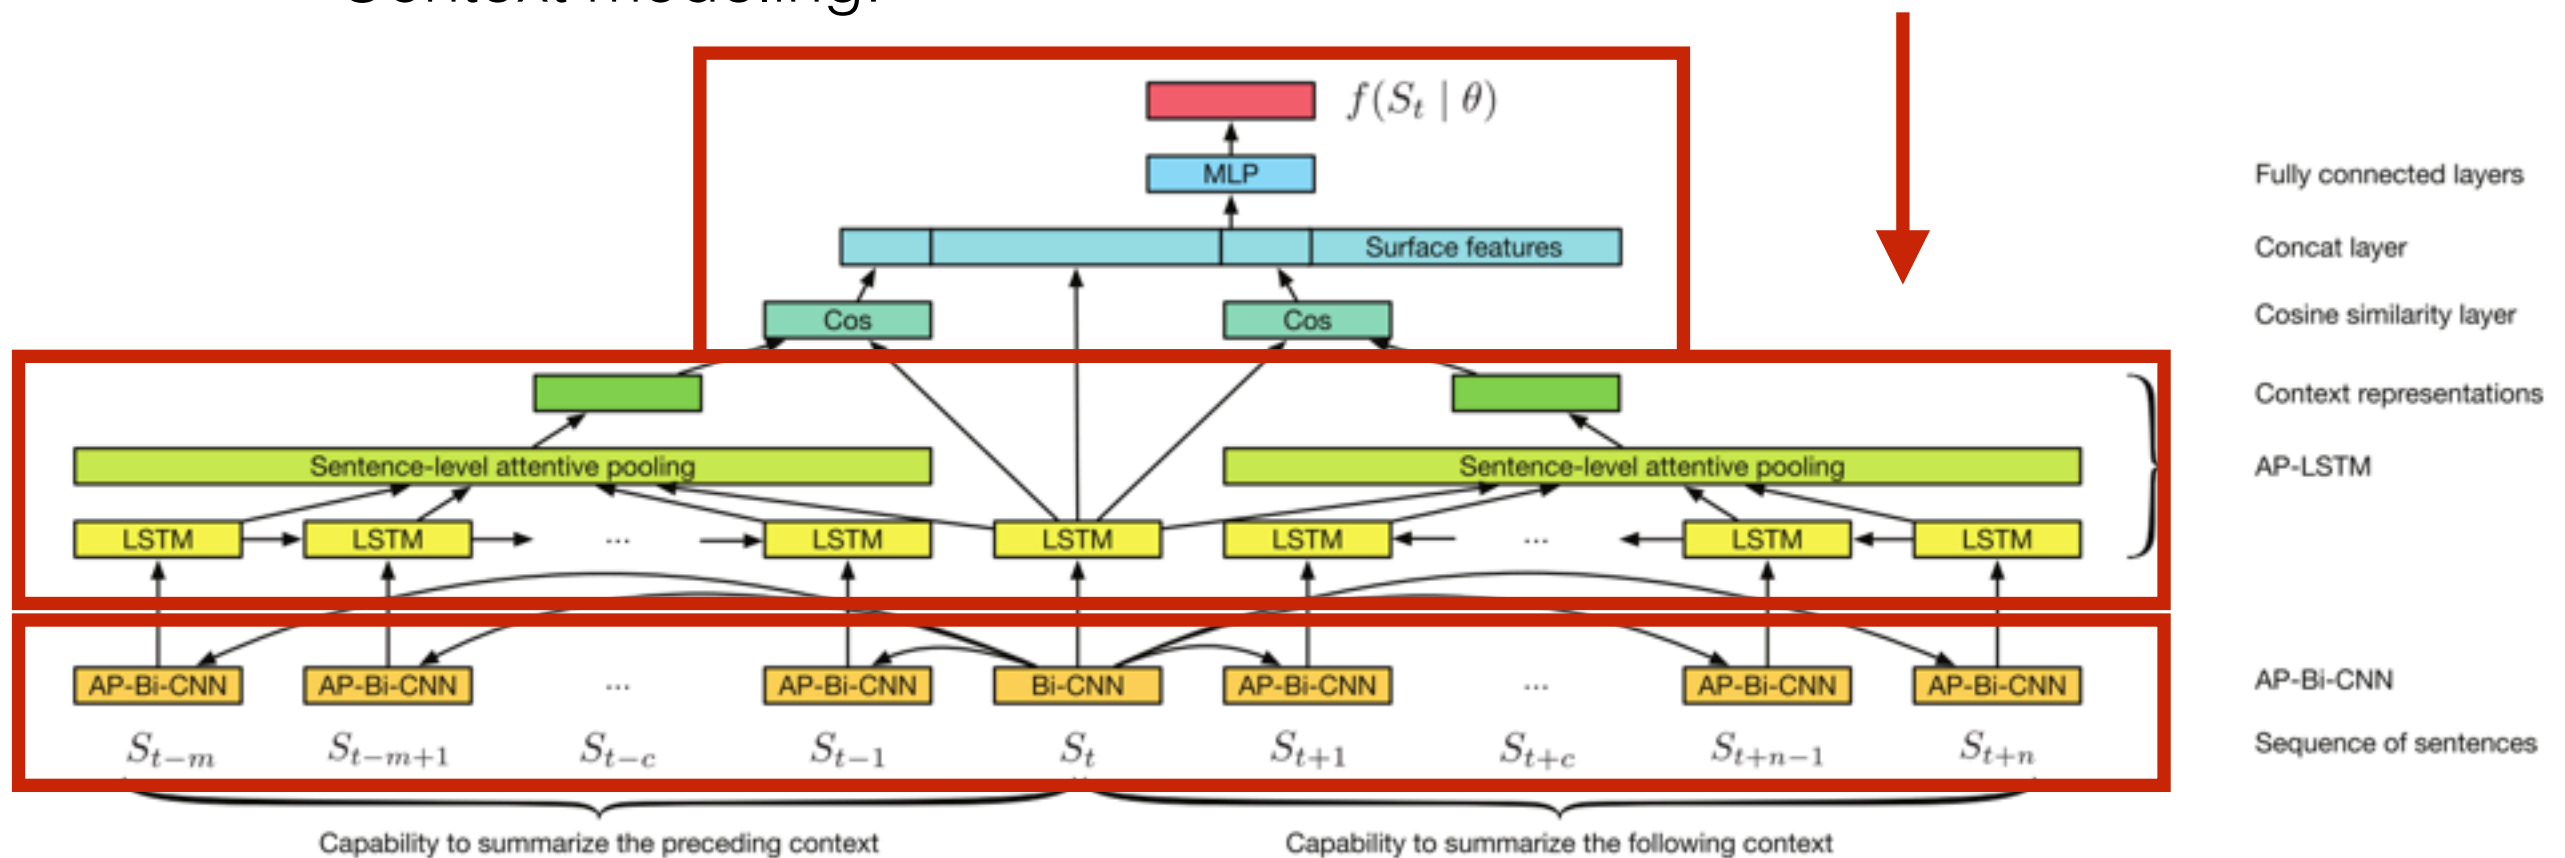 Context modeling:
f(S_t | θ)
MLP
Fully connected layers
Surface features
Concat layer
Cos
Cos
Cosine similarity layer
Context representations
Sentence-level attentive pooling
Sentence-level attentive pooling
AP-LSTM
LSTM
LSTM
...
LSTM
LSTM
LSTM
...
LSTM
LSTM
AP-Bi-CNN
AP-Bi-CNN
...
AP-Bi-CNN
Bi-CNN
AP-Bi-CNN
...
AP-Bi-CNN
AP-Bi-CNN
AP-Bi-CNN
S_{t-m}
S_{t-m+1}
S_{t-c}
S_{t-1}
S_t
S_{t+1}
S_{t+c}
S_{t+n-1}
S_{t+n}
Sequence of sentences
Capability to summarize the preceding context
Capability to summarize the following context